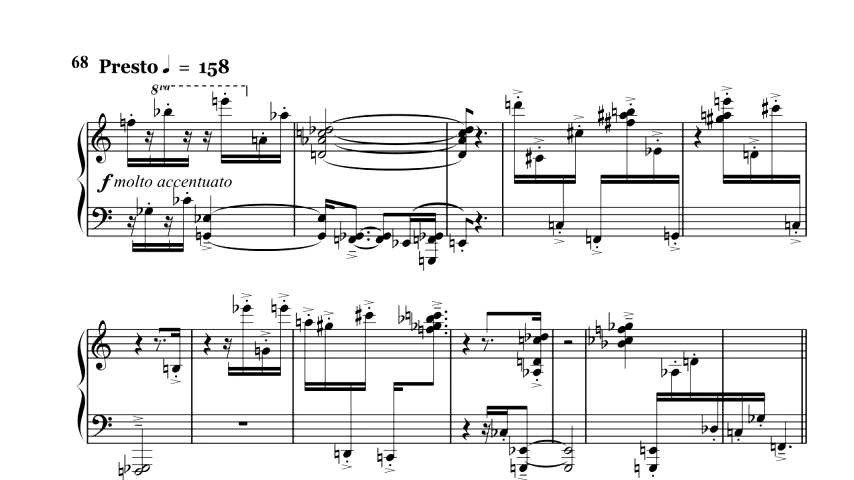 68 Presto ♩ = 158
8va
f molto accentuato